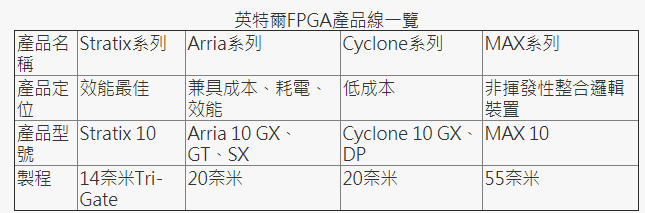 英特爾FPGA產品線一覽
產品名稱 Stratix系列 Arria系列 Cyclone系列 MAX系列
產品定位 效能最佳 兼具成本、耗電、效能 低成本 非揮發性整合邏輯裝置
產品型號 Stratix 10 Arria 10 GX、GT、SX Cyclone 10 GX、DP MAX 10
製程 14奈米Tri-Gate 20奈米 20奈米 55奈米